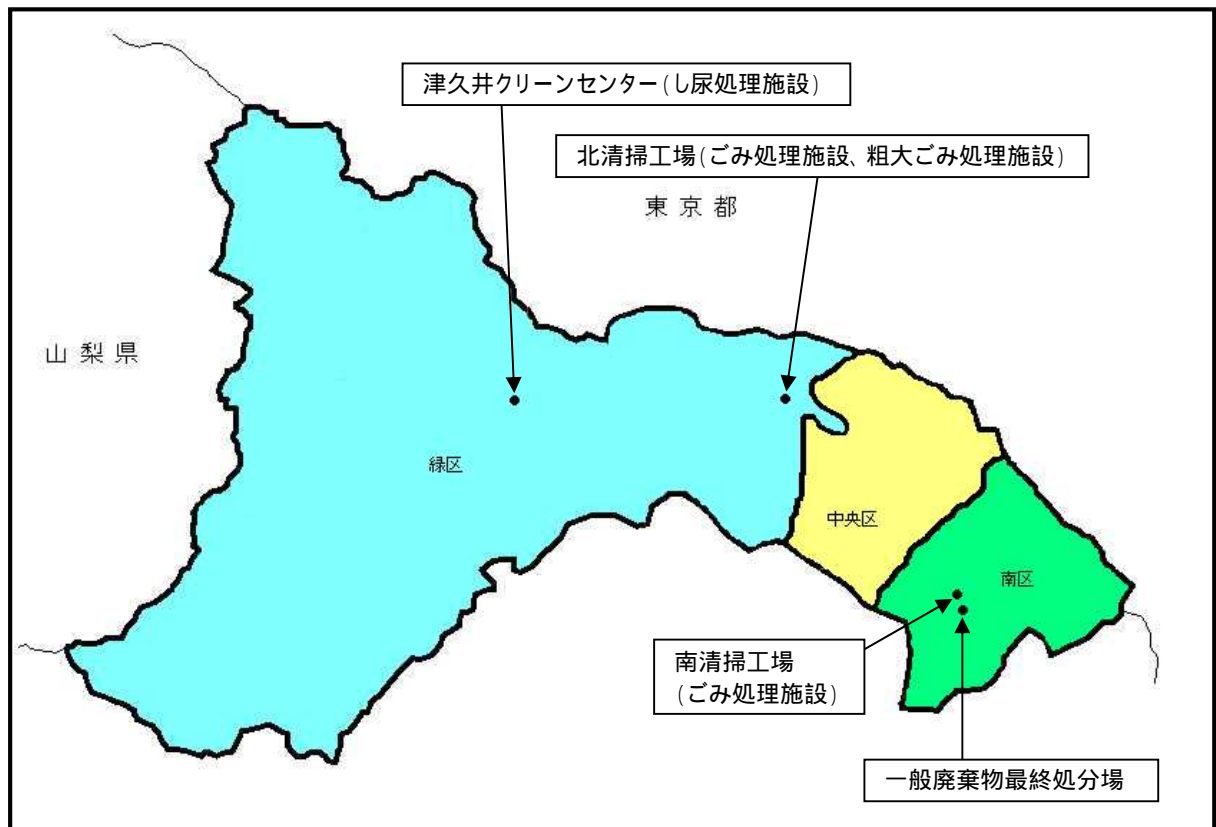 津久井クリーンセンター(し尿処理施設)
北清掃工場(ごみ処理施設、粗大ごみ処理施設)
東京都
山梨県
緑区
中央区
南区
南清掃工場
(ごみ処理施設)
一般廃棄物最終処分場